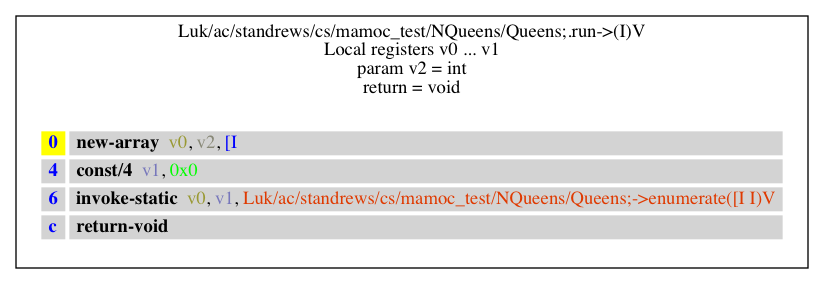 Luk/ac/standrews/cs/mamoc_test/NQueens/Queens;.run->(I)V
Local registers v0 ... v1
param v2 = int
return = void
0 new-array v0, v2, [I
4 const/4 v1, 0x0
6 invoke-static v0, v1, Luk/ac/standrews/cs/mamoc_test/NQueens/Queens;->enumerate([I I)V
c return-void